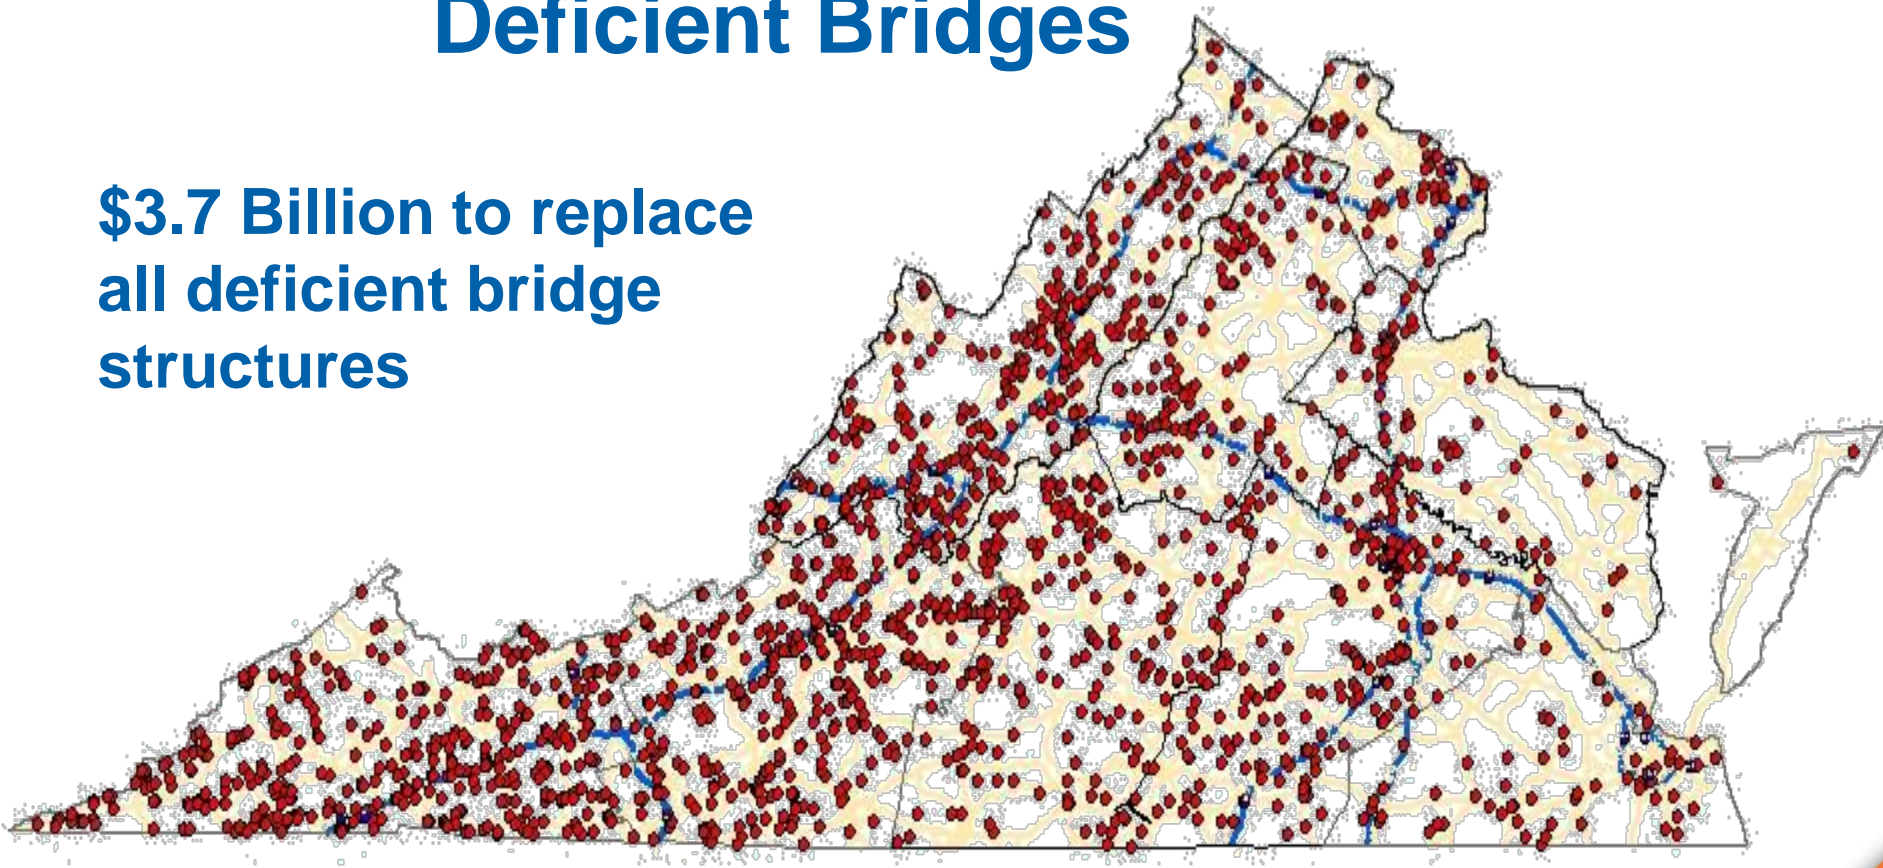 Deficient Bridges
$3.7 Billion to replace
all deficient bridge
structures